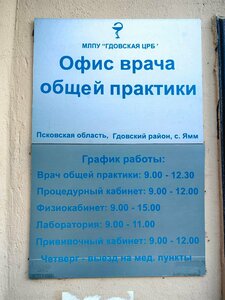 МЛПУ "ГДОВСКАЯ ЦРБ"
Офис врача
общей практики
Псковская область, Гдовский район, с. Ямм
График работы:
Врач общей практики: 9.00 - 12.30
Процедурный кабинет: 9.00 - 12.00
Физиокабинет: 9.00 - 15.00
Лаборатория: 9.00 - 11.00
Прививочный кабинет: 9.00 - 12.00
Четверг - выезд на мед. пункты